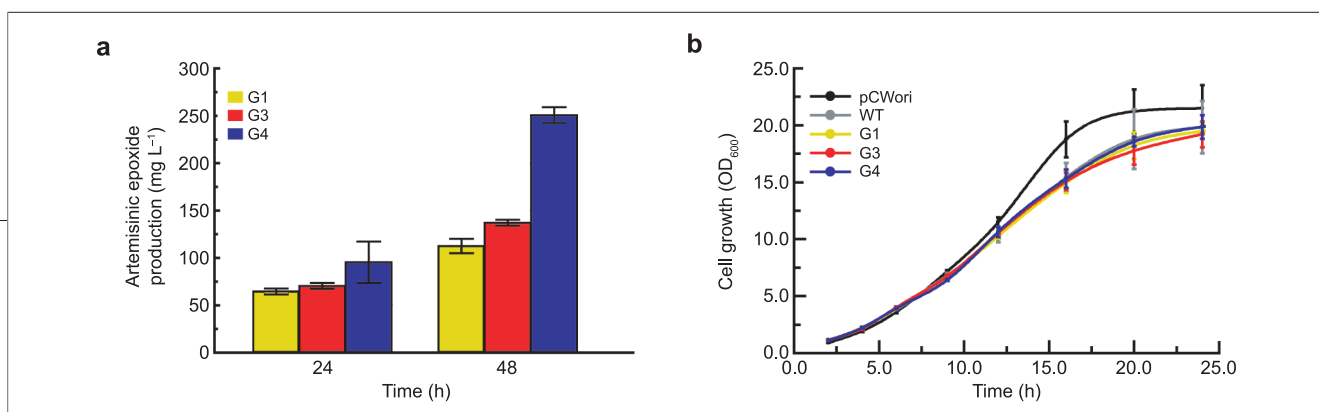 a
300
250
200
150
100
50
0
G1
G3
G4
Artemisinic epoxide
production (mg L⁻¹)
24
48
Time (h)
b
25.0
20.0
15.0
10.0
5.0
0.0
pCWori
WT
G1
G3
G4
Cell growth (OD₆₀₀)
0.0 5.0 10.0 15.0 20.0 25.0
Time (h)